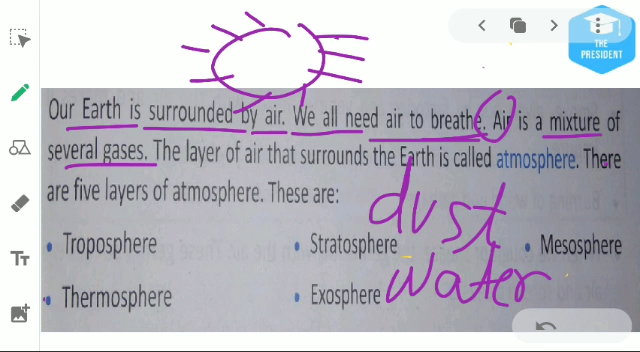 THE
PRESIDENT
Our Earth is surrounded by air. We all need air to breathe. Air is a mixture of
several gases. The layer of air that surrounds the Earth is called atmosphere. There
are five layers of atmosphere. These are:
dust
• Troposphere • Stratosphere • Mesosphere
water
• Thermosphere • Exosphere
TT